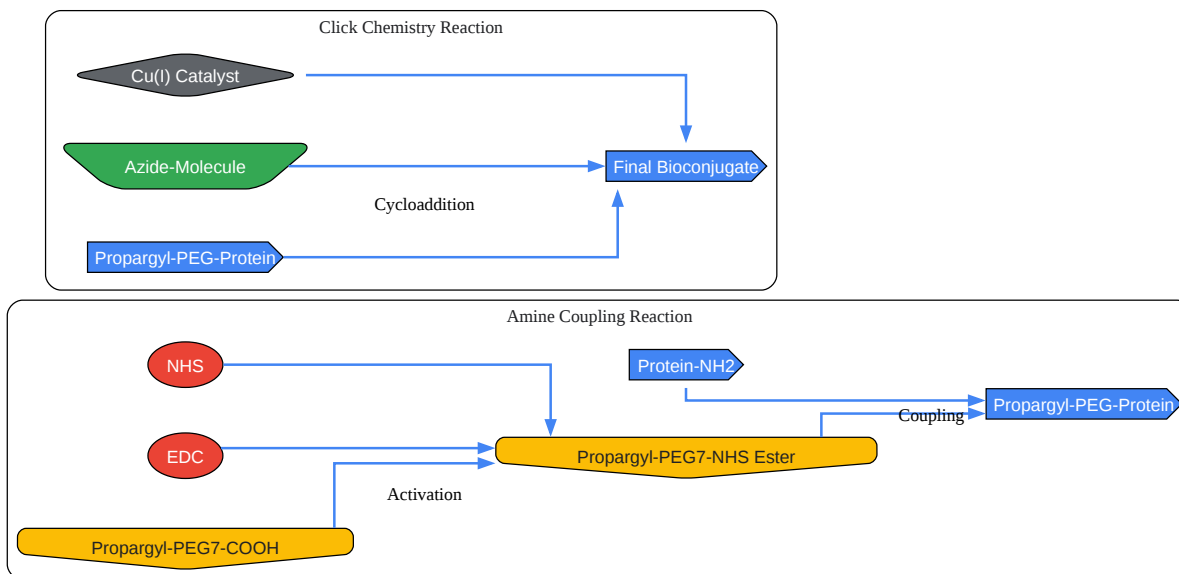 Click Chemistry Reaction
Cu(I) Catalyst
Azide-Molecule
Final Bioconjugate
Cycloaddition
Propargyl-PEG-Protein
Amine Coupling Reaction
NHS
Protein-NH2
Propargyl-PEG-Protein
Coupling
EDC
Propargyl-PEG7-NHS Ester
Activation
Propargyl-PEG7-COOH